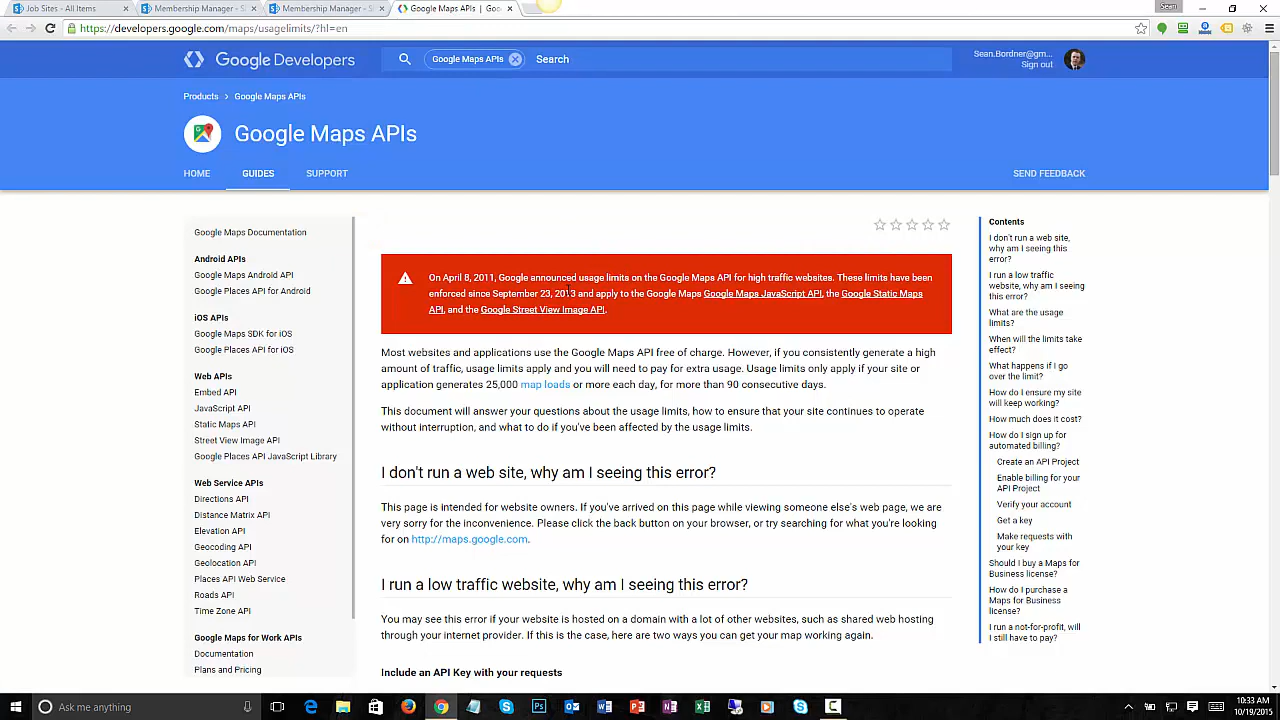 Job Sites - All Items
Membership Manager - S
Membership Manager - S
Google Maps APIs | Goo
Sean
https://developers.google.com/maps/usagelimits/?hl=en
Google Developers
Google Maps APIs
Search
Sean.Bordner@gm...
Sign out
Products > Google Maps APIs
Google Maps APIs
HOME
GUIDES
SUPPORT
SEND FEEDBACK
Google Maps Documentation
Android APIs
Google Maps Android API
Google Places API for Android
iOS APIs
Google Maps SDK for iOS
Google Places API for iOS
Web APIs
Embed API
JavaScript API
Static Maps API
Street View Image API
Google Places API JavaScript Library
Web Service APIs
Directions API
Distance Matrix API
Elevation API
Geocoding API
Geolocation API
Places API Web Service
Roads API
Time Zone API
Google Maps for Work APIs
Documentation
Plans and Pricing
On April 8, 2011, Google announced usage limits on the Google Maps API for high traffic websites. These limits have been
enforced since September 23, 2013 and apply to the Google Maps Google Maps JavaScript API, the Google Static Maps
API, and the Google Street View Image API.
Most websites and applications use the Google Maps API free of charge. However, if you consistently generate a high
amount of traffic, usage limits apply and you will need to pay for extra usage. Usage limits only apply if your site or
application generates 25,000 map loads or more each day, for more than 90 consecutive days.
This document will answer your questions about the usage limits, how to ensure that your site continues to operate
without interruption, and what to do if you've been affected by the usage limits.
I don't run a web site, why am I seeing this error?
This page is intended for website owners. If you've arrived on this page while viewing someone else's web page, we are
very sorry for the inconvenience. Please click the back button on your browser, or try searching for what you're looking
for on http://maps.google.com.
I run a low traffic website, why am I seeing this error?
You may see this error if your website is hosted on a domain with a lot of other websites, such as shared web hosting
through your internet provider. If this is the case, here are two ways you can get your map working again.
Include an API Key with your requests
Contents
I don't run a web site,
why am I seeing this
error?
I run a low traffic
website, why am I seeing
this error?
What are the usage
limits?
When will the limits take
effect?
What happens if I go
over the limit?
How do I ensure my site
will keep working?
How much does it cost?
How do I sign up for
automated billing?
Create an API Project
Enable billing for your
API Project
Verify your account
Get a key
Make requests with
your key
Should I buy a Maps for
Business license?
How do I purchase a
Maps for Business
license?
I run a not-for-profit, will
I still have to pay?
Ask me anything
10:33 AM
10/19/2015